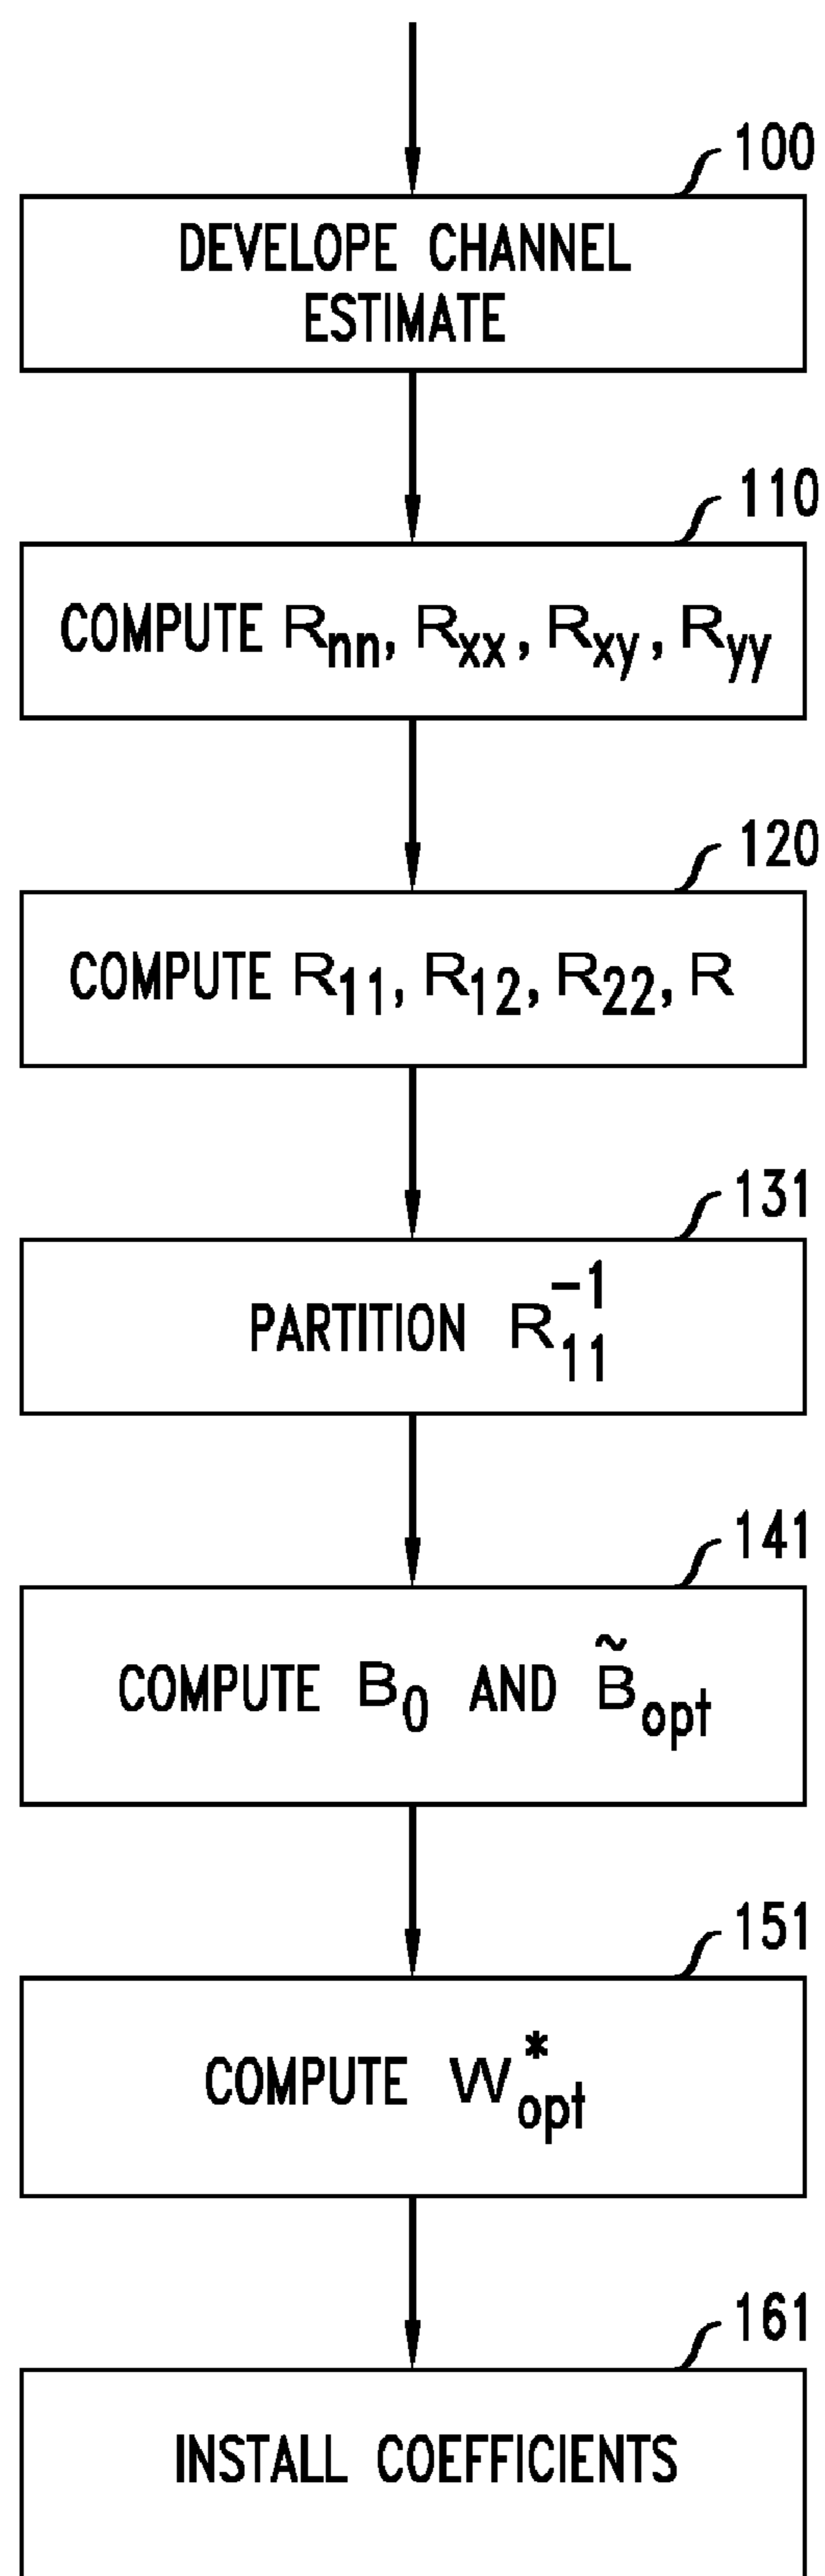 100
DEVELOPE CHANNEL
ESTIMATE
110
COMPUTE Rnn, Rxx, Rxy, Ryy
120
COMPUTE R11, R12, R22, R
131
PARTITION R11^-1
141
COMPUTE B0 AND B̃opt
151
COMPUTE W*opt
161
INSTALL COEFFICIENTS